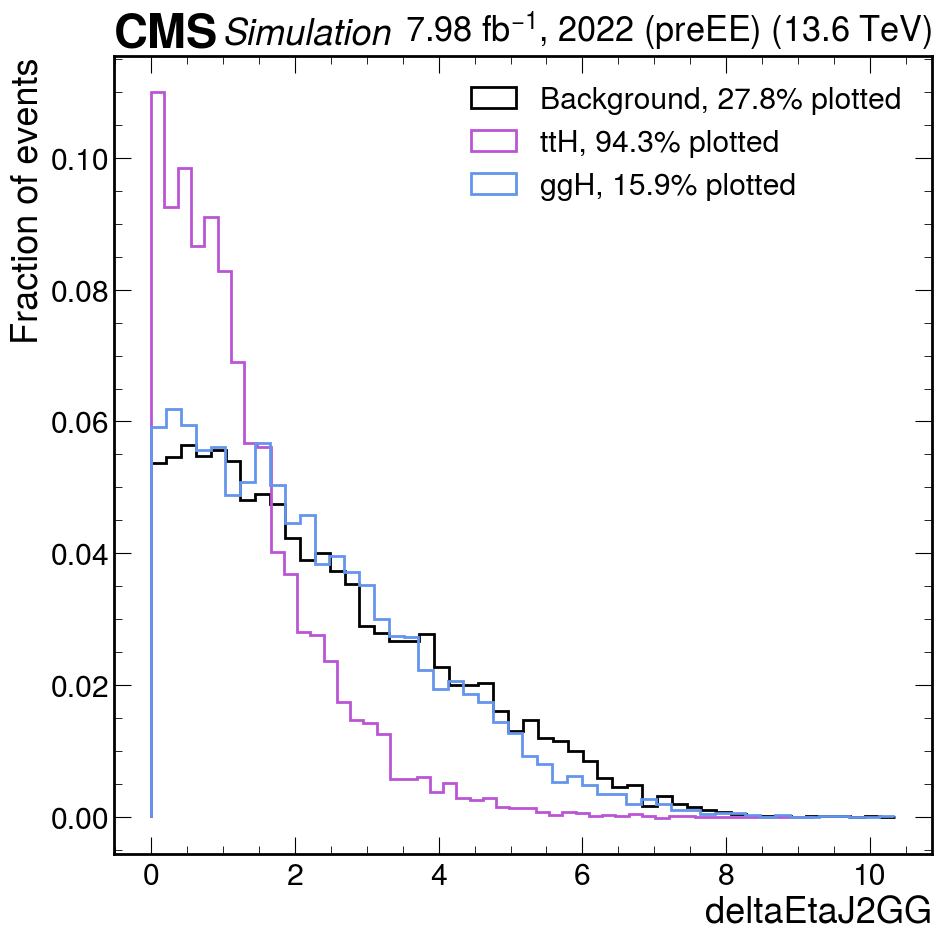 CMS Simulation 7.98 fb⁻¹, 2022 (preEE) (13.6 TeV)
Fraction of events
Background, 27.8% plotted
ttH, 94.3% plotted
ggH, 15.9% plotted
0.10
0.08
0.06
0.04
0.02
0.00
0 2 4 6 8 10
deltaEtaJ2GG